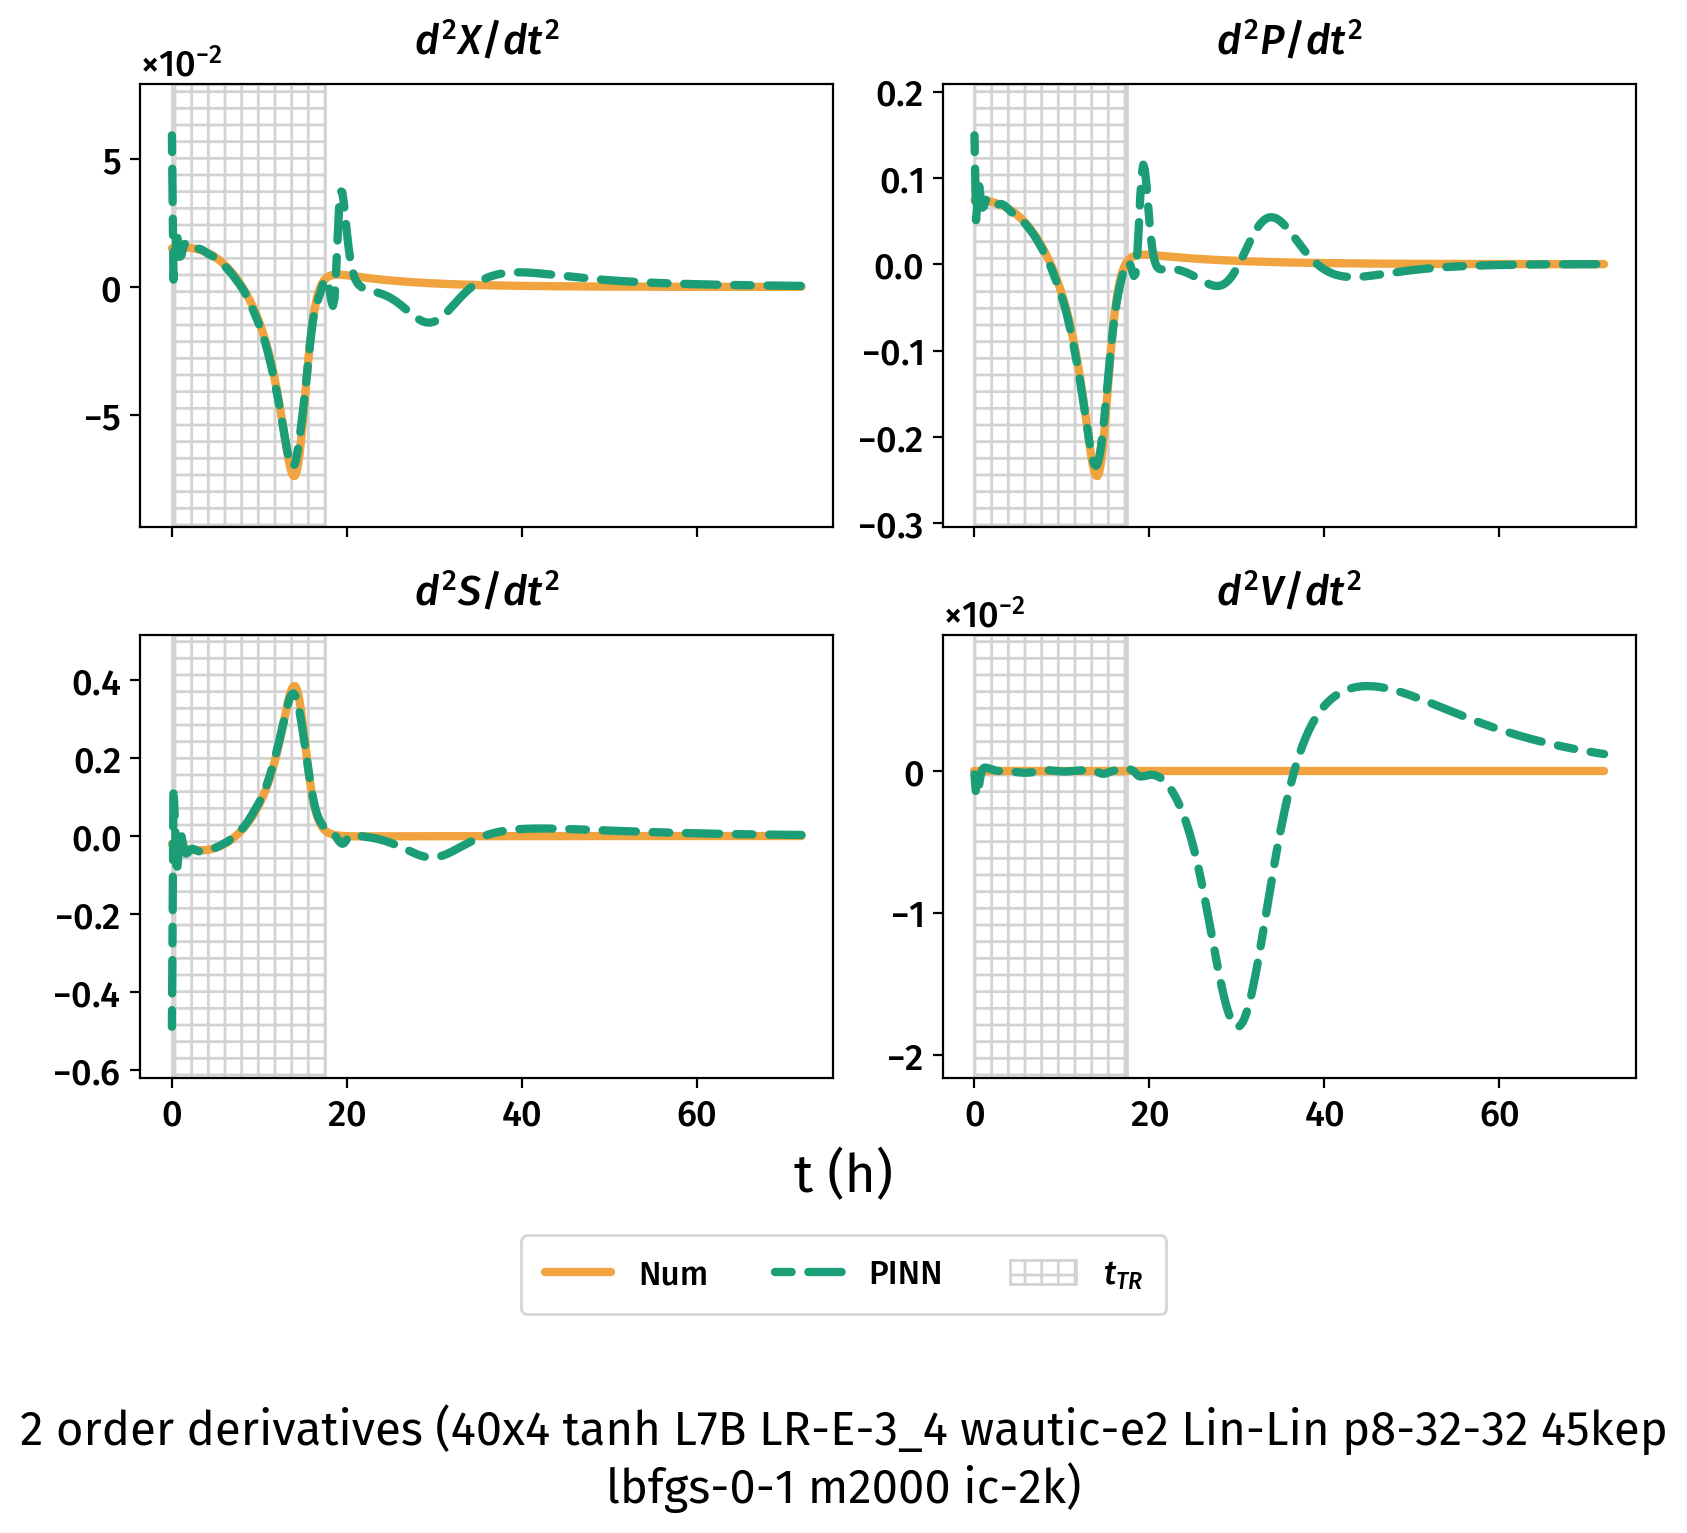 d²X/dt²
×10⁻²
5
0
−5
d²P/dt²
0.2
0.1
0.0
−0.1
−0.2
−0.3
d²S/dt²
0.4
0.2
0.0
−0.2
−0.4
−0.6
0 20 40 60
d²V/dt²
×10⁻²
0
−1
−2
0 20 40 60
t (h)
Num PINN t_TR
2 order derivatives (40x4 tanh L7B LR-E-3_4 wautic-e2 Lin-Lin p8-32-32 45kep
lbfgs-0-1 m2000 ic-2k)